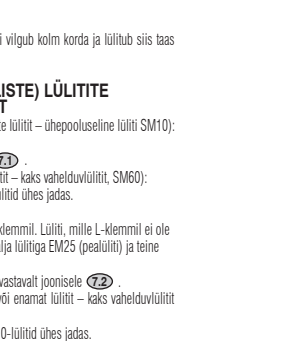 vilgub kolm korda ja lülitub siis taas
LISTE) LÜLITITE
T
te lülitit – ühepooluseline lüliti SM10):
7.1 .
tit – kaks vahelduvlülitit, SM60):
litid ühes jadas.
klemmil. Lüliti, mille L-klemmil ei ole
lja lülitiga EM25 (pealüliti) ja teine
vastavalt joonisele 7.2 .
või enamat lülitit – kaks vahelduvlülitit
0-lülitid ühes jadas.